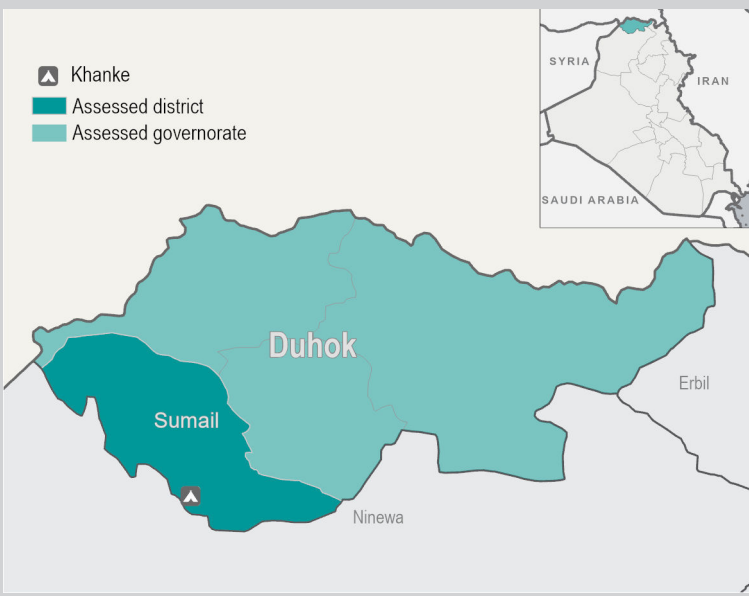 Khanke
Assessed district
Assessed governorate
SYRIA
IRAN
SAUDI ARABIA
Duhok
Erbil
Sumail
Ninewa